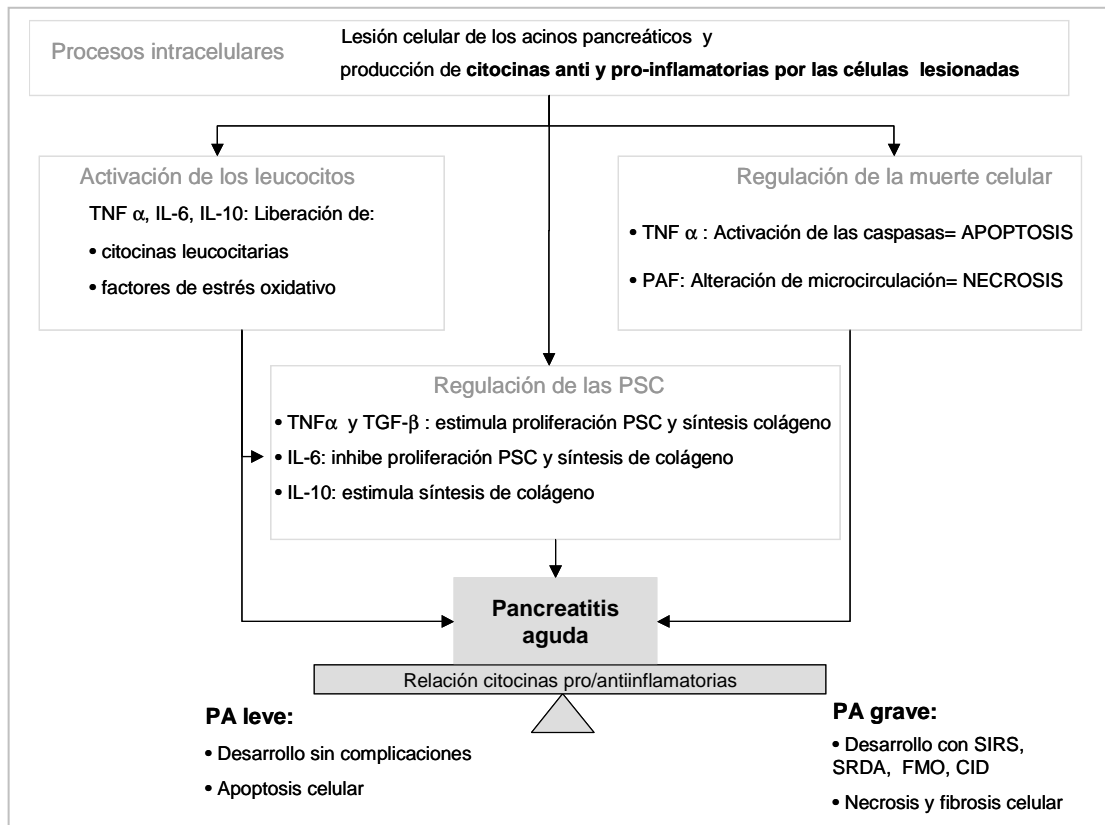 Procesos intracelulares
Lesión celular de los acinos pancreáticos y
producción de citocinas anti y pro-inflamatorias por las células lesionadas
Activación de los leucocitos
TNF α, IL-6, IL-10: Liberación de:
• citocinas leucocitarias
• factores de estrés oxidativo
Regulación de la muerte celular
• TNF α : Activación de las caspasas= APOPTOSIS
• PAF: Alteración de microcirculación= NECROSIS
Regulación de las PSC
• TNFα y TGF-β : estimula proliferación PSC y síntesis colágeno
• IL-6: inhibe proliferación PSC y síntesis de colágeno
• IL-10: estimula síntesis de colágeno
Pancreatitis
aguda
Relación citocinas pro/antiinflamatorias
PA leve:
• Desarrollo sin complicaciones
• Apoptosis celular
PA grave:
• Desarrollo con SIRS,
SRDA, FMO, CID
• Necrosis y fibrosis celular